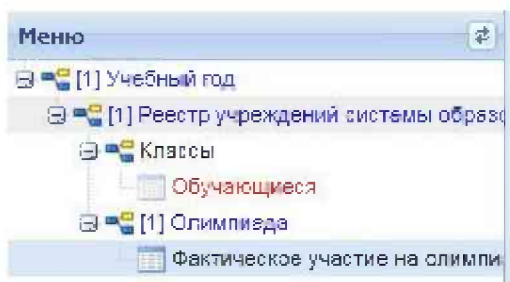 Меню
[1] Учебный год
[1] Реестр учреждений системы образо
Классы
Обучающиеся
[1] Олимпиада
Фактическое участие на олимпи